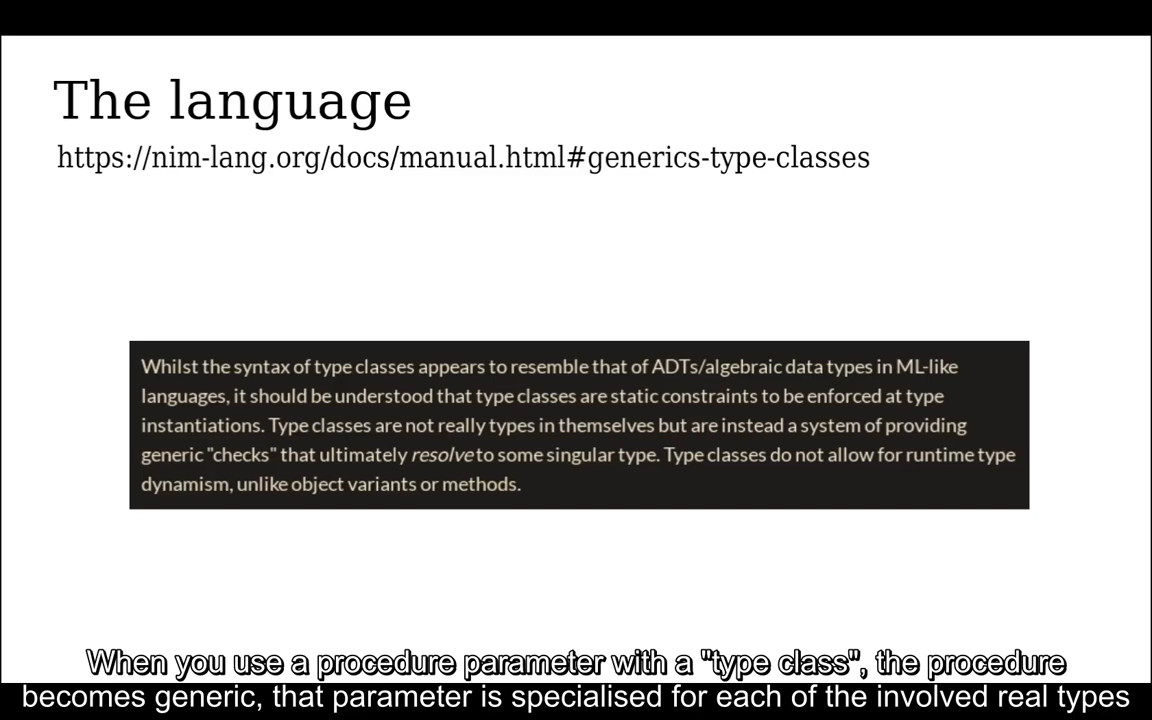 The language
https://nim-lang.org/docs/manual.html#generics-type-classes
Whilst the syntax of type classes appears to resemble that of ADTs/algebraic data types in ML-like
languages, it should be understood that type classes are static constraints to be enforced at type
instantiations. Type classes are not really types in themselves but are instead a system of providing
generic "checks" that ultimately resolve to some singular type. Type classes do not allow for runtime type
dynamism, unlike object variants or methods.
When you use a procedure parameter with a "type class", the procedure
becomes generic, that parameter is specialised for each of the involved real types